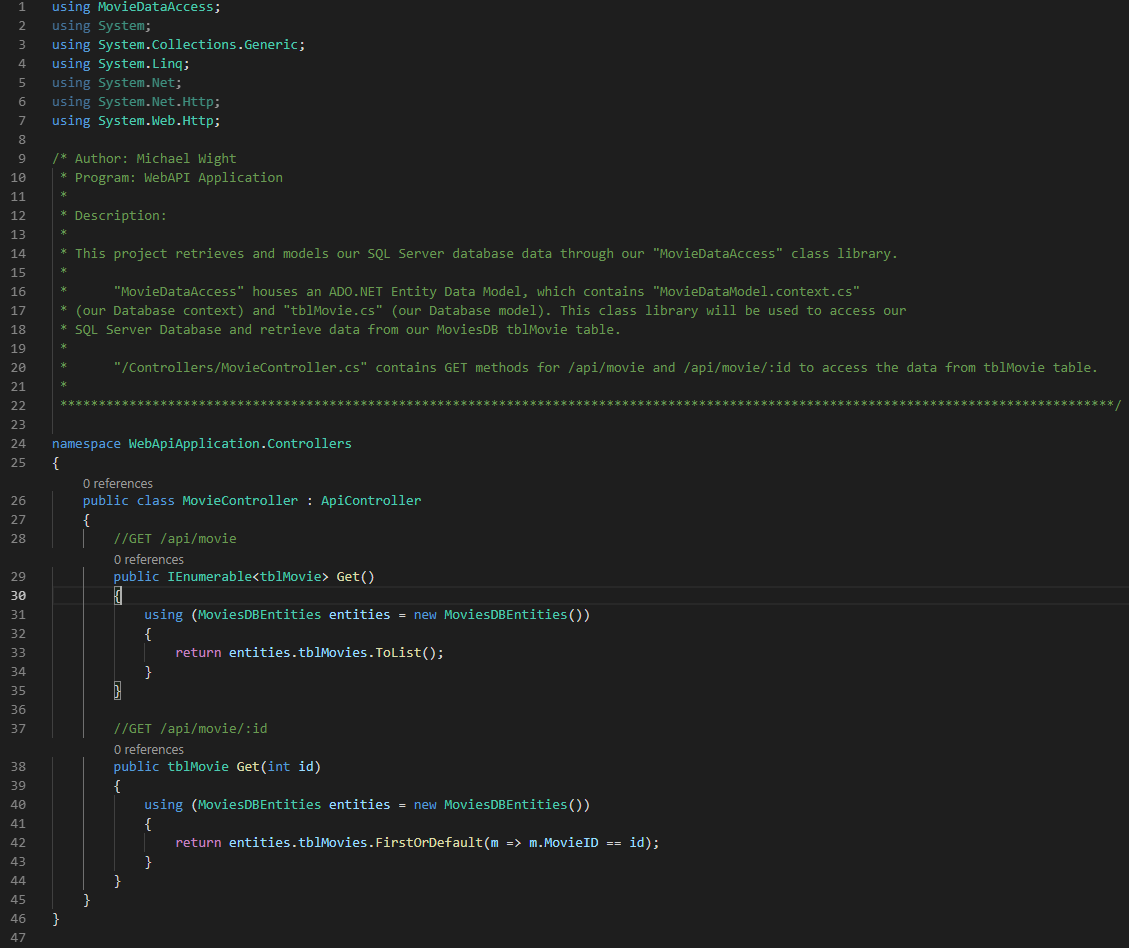 1 using MovieDataAccess;
2 using System;
3 using System.Collections.Generic;
4 using System.Linq;
5 using System.Net;
6 using System.Net.Http;
7 using System.Web.Http;
8
9 /* Author: Michael Wight
10 * Program: WebAPI Application
11 *
12 * Description:
13 *
14 * This project retrieves and models our SQL Server database data through our "MovieDataAccess" class library.
15 *
16 * "MovieDataAccess" houses an ADO.NET Entity Data Model, which contains "MovieDataModel.context.cs"
17 * (our Database context) and "tblMovie.cs" (our Database model). This class library will be used to access our
18 * SQL Server Database and retrieve data from our MoviesDB tblMovie table.
19 *
20 * "/Controllers/MovieController.cs" contains GET methods for /api/movie and /api/movie/:id to access the data from tblMovie table.
21 *
22 *****************************************************************************************************************************************/
23
24 namespace WebApiApplication.Controllers
25 {
0 references
26 public class MovieController : ApiController
27 {
28 //GET /api/movie
0 references
29 public IEnumerable<tblMovie> Get()
30 {
31 using (MoviesDBEntities entities = new MoviesDBEntities())
32 {
33 return entities.tblMovies.ToList();
34 }
35 }
36
37 //GET /api/movie/:id
0 references
38 public tblMovie Get(int id)
39 {
40 using (MoviesDBEntities entities = new MoviesDBEntities())
41 {
42 return entities.tblMovies.FirstOrDefault(m => m.MovieID == id);
43 }
44 }
45 }
46 }
47